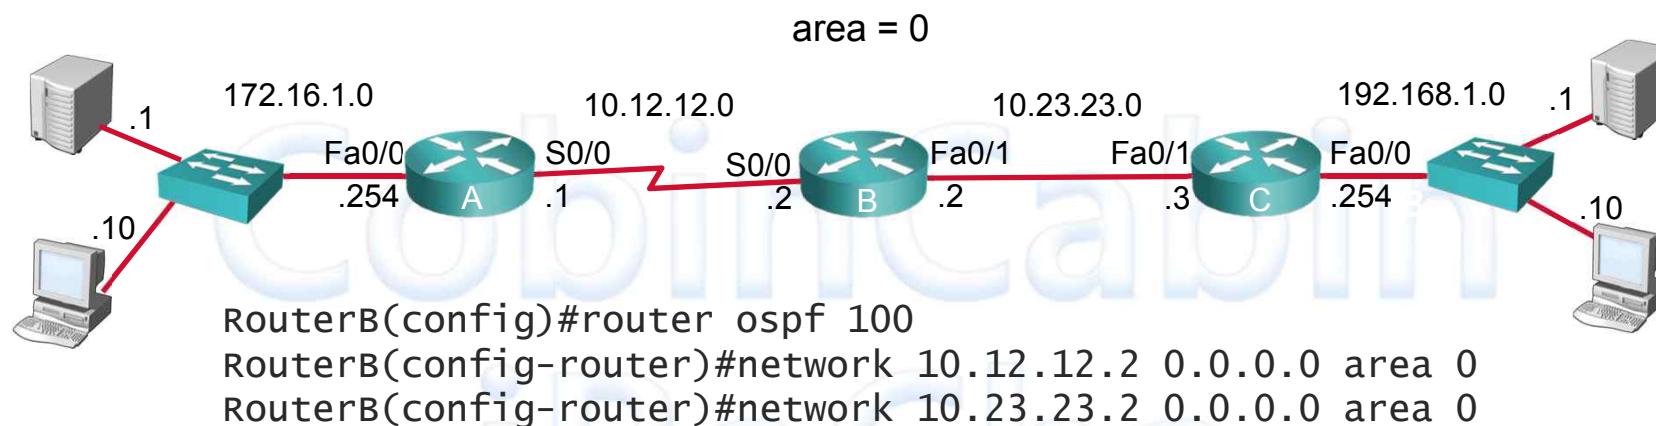 area = 0
172.16.1.0
10.12.12.0
10.23.23.0
192.168.1.0
.1
.1
Fa0/0
S0/0
S0/0
Fa0/1
Fa0/1
Fa0/0
.254
A
.1
.2
B
.2
.3
C
.254
B
.10
.10
CobinCabin
RouterB(config)#router ospf 100
RouterB(config-router)#network 10.12.12.2 0.0.0.0 area 0
RouterB(config-router)#network 10.23.23.2 0.0.0.0 area 0